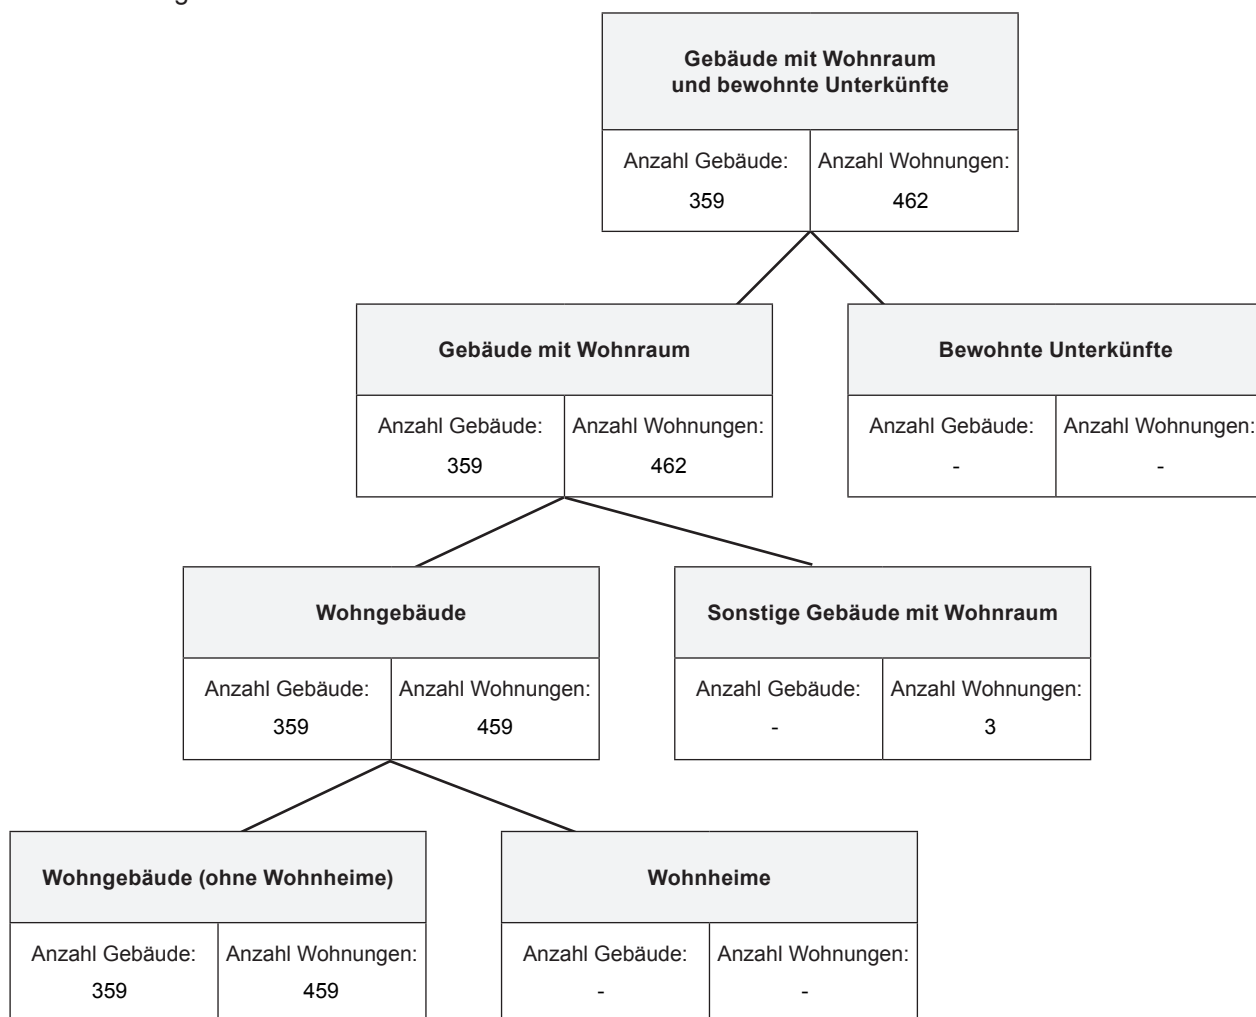 Gebäude mit Wohnraum
und bewohnte Unterkünfte
Anzahl Gebäude: Anzahl Wohnungen:
359 462
Gebäude mit Wohnraum Bewohnte Unterkünfte
Anzahl Gebäude: Anzahl Wohnungen: Anzahl Gebäude: Anzahl Wohnungen:
359 462 - -
Wohngebäude Sonstige Gebäude mit Wohnraum
Anzahl Gebäude: Anzahl Wohnungen: Anzahl Gebäude: Anzahl Wohnungen:
359 459 - 3
Wohngebäude (ohne Wohnheime) Wohnheime
Anzahl Gebäude: Anzahl Wohnungen: Anzahl Gebäude: Anzahl Wohnungen:
359 459 - -